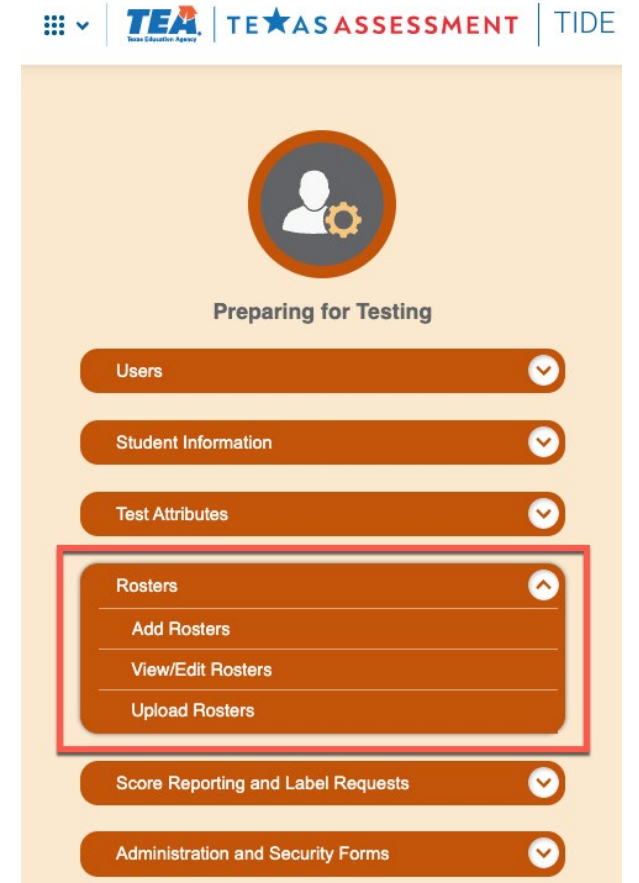 TEA
Texas Education Agency
TEXAS ASSESSMENT
TIDE
Preparing for Testing
Users
Student Information
Test Attributes
Rosters
Add Rosters
View/Edit Rosters
Upload Rosters
Score Reporting and Label Requests
Administration and Security Forms